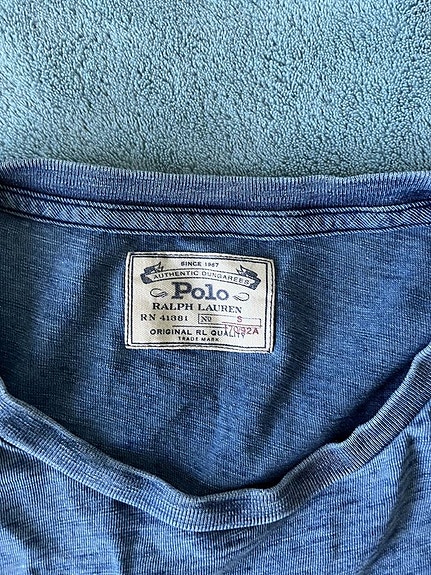 SINCE 1967
AUTHENTIC DUNGAREES
Polo
RALPH LAUREN
RN 41381 NO S
ORIGINAL RL QUALITY
TRADE MARK